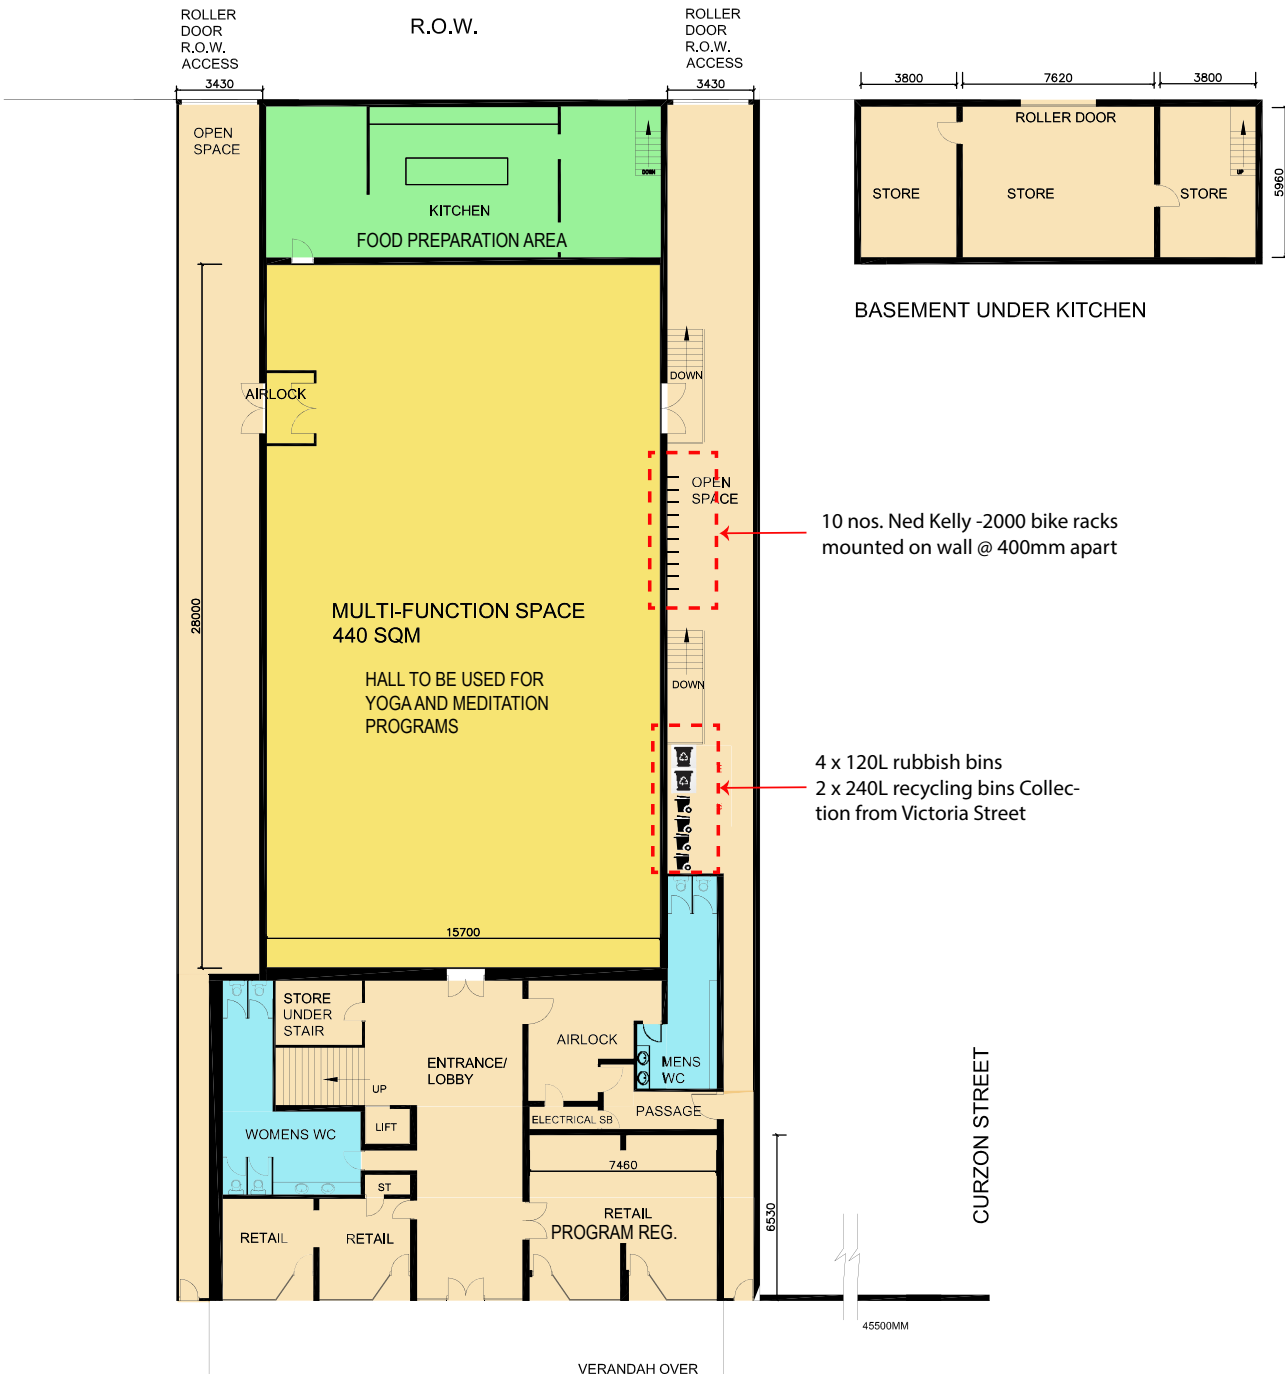 ROLLER
DOOR
R.O.W.
ACCESS
R.O.W.
ROLLER
DOOR
R.O.W.
ACCESS
3430
3430
3800
7620
3800
OPEN
SPACE
DOWN
KITCHEN
FOOD PREPARATION AREA
ROLLER DOOR
STORE
STORE
STORE
UP
5960
BASEMENT UNDER KITCHEN
AIRLOCK
DOWN
OPEN
SPACE
10 nos. Ned Kelly -2000 bike racks
mounted on wall @ 400mm apart
28000
MULTI-FUNCTION SPACE
440 SQM
HALL TO BE USED FOR
YOGA AND MEDITATION
PROGRAMS
DOWN
4 x 120L rubbish bins
2 x 240L recycling bins Collec-
tion from Victoria Street
15700
STORE
UNDER
STAIR
AIRLOCK
ENTRANCE/
LOBBY
MENS
WC
UP
PASSAGE
ELECTRICAL SB
LIFT
WOMENS WC
7460
ST
RETAIL
PROGRAM REG.
RETAIL
RETAIL
6530
CURZON STREET
45500MM
VERANDAH OVER